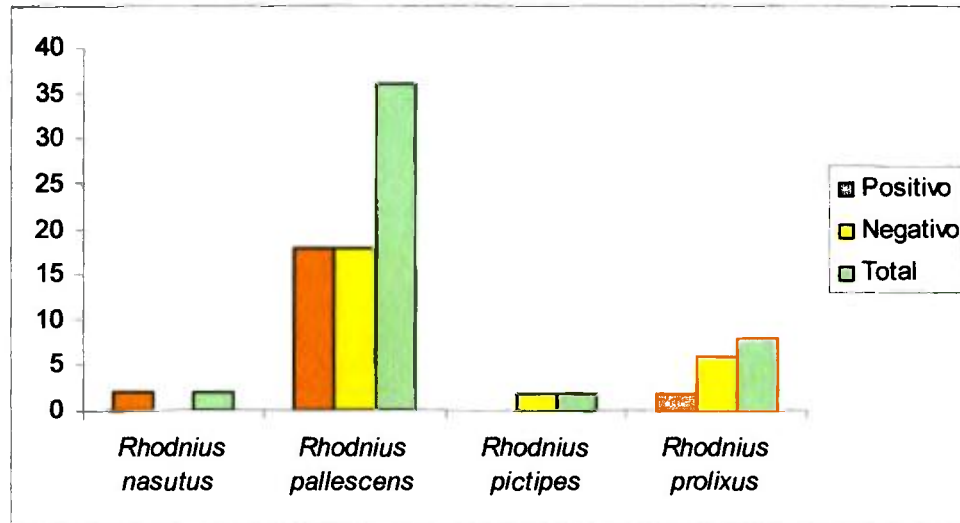 40
35
30
25
20
15
10
5
0
Rhodnius
nasutus
Rhodnius
pallescens
Rhodnius
pictipes
Rhodnius
prolixus
Positivo
Negativo
Total